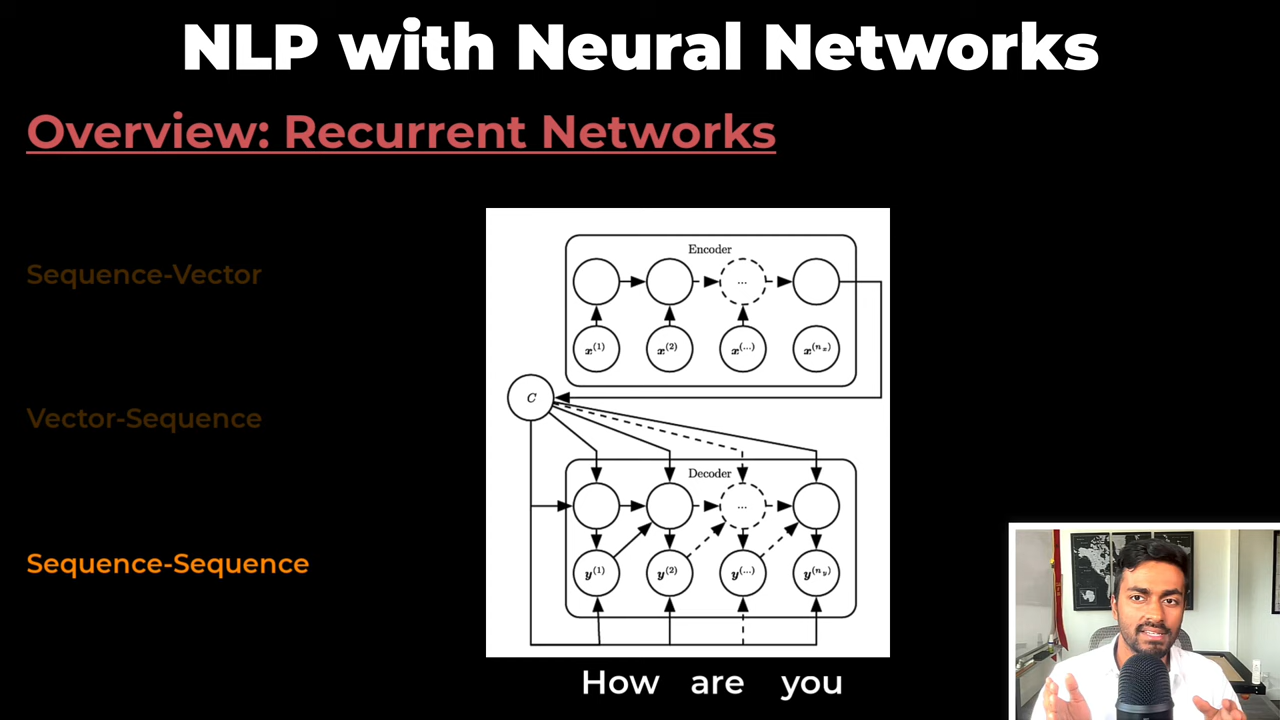 NLP with Neural Networks
Overview: Recurrent Networks
Sequence-Vector
Vector-Sequence
Sequence-Sequence
Encoder
...
x⁽¹⁾ x⁽²⁾ x⁽···⁾ x⁽ⁿₓ⁾
C
Decoder
...
y⁽¹⁾ y⁽²⁾ y⁽···⁾ y⁽ⁿᵧ⁾
How are you